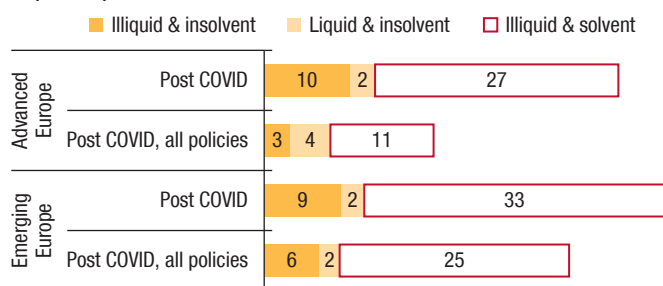 Illiquid & insolvent Liquid & insolvent Illiquid & solvent
Advanced Europe
Post COVID 10 2 27
Post COVID, all policies 3 4 11
Emerging Europe
Post COVID 9 2 33
Post COVID, all policies 6 2 25